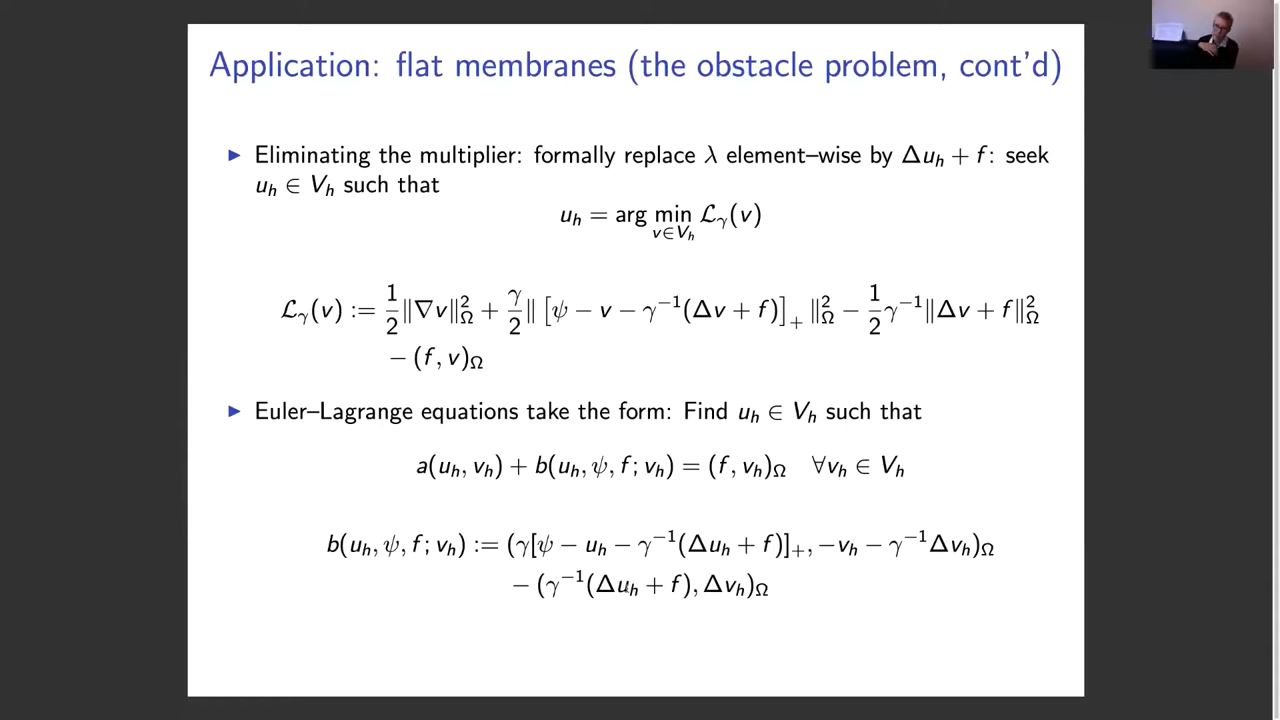 Application: flat membranes (the obstacle problem, cont'd)
▶ Eliminating the multiplier: formally replace λ element–wise by Δu_h + f: seek
u_h ∈ V_h such that
u_h = arg min_{v∈V_h} ℒ_γ(v)
ℒ_γ(v) := 1/2 ‖∇v‖²_Ω + γ/2 ‖ [ψ − v − γ⁻¹(Δv + f)]_+ ‖²_Ω − 1/2 γ⁻¹‖Δv + f‖²_Ω
− (f, v)_Ω
▶ Euler–Lagrange equations take the form: Find u_h ∈ V_h such that
a(u_h, v_h) + b(u_h, ψ, f; v_h) = (f, v_h)_Ω ∀v_h ∈ V_h
b(u_h, ψ, f; v_h) := (γ[ψ − u_h − γ⁻¹(Δu_h + f)]_+, −v_h − γ⁻¹Δv_h)_Ω
− (γ⁻¹(Δu_h + f), Δv_h)_Ω